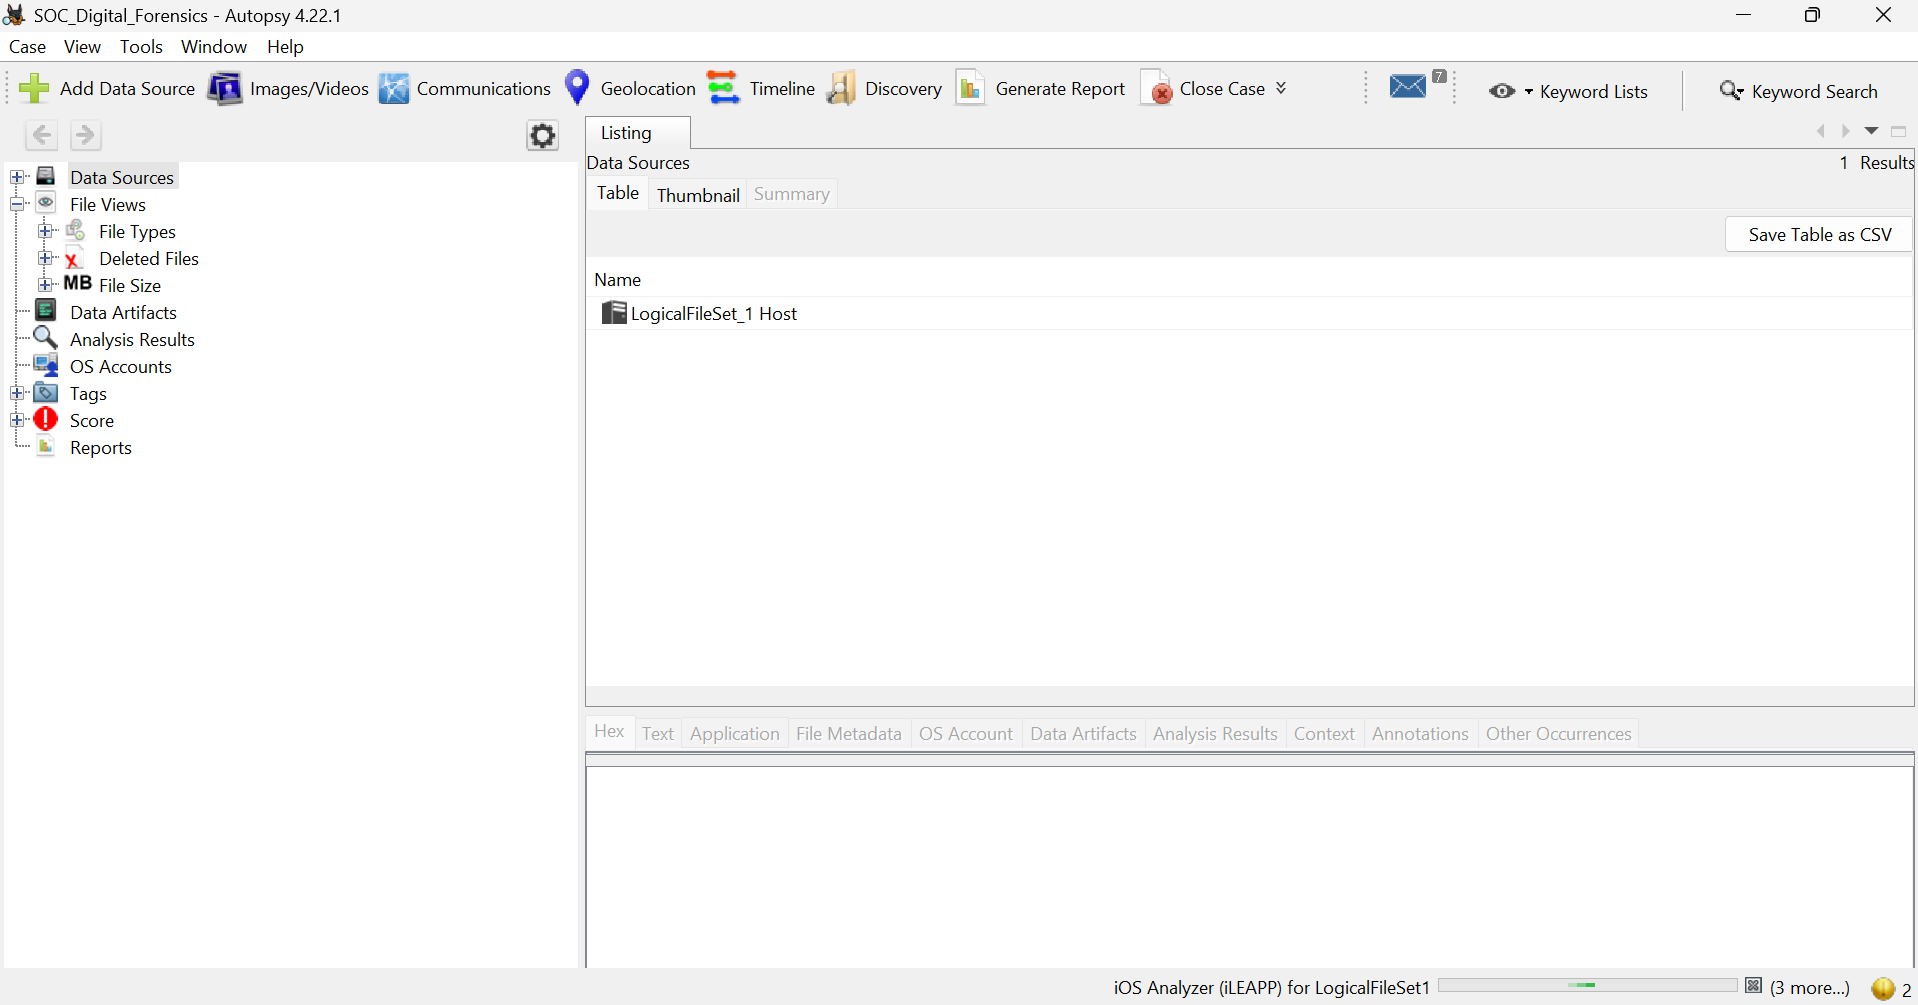 SOC_Digital_Forensics - Autopsy 4.22.1
Case View Tools Window Help
Add Data Source Images/Videos Communications Geolocation Timeline Discovery Generate Report Close Case 7 Keyword Lists Keyword Search
Listing
Data Sources 1 Results
Table Thumbnail Summary
Save Table as CSV
Name
LogicalFileSet_1 Host
Data Sources
File Views
File Types
Deleted Files
MB File Size
Data Artifacts
Analysis Results
OS Accounts
Tags
Score
Reports
Hex Text Application File Metadata OS Account Data Artifacts Analysis Results Context Annotations Other Occurrences
iOS Analyzer (iLEAPP) for LogicalFileSet1 (3 more...) 2